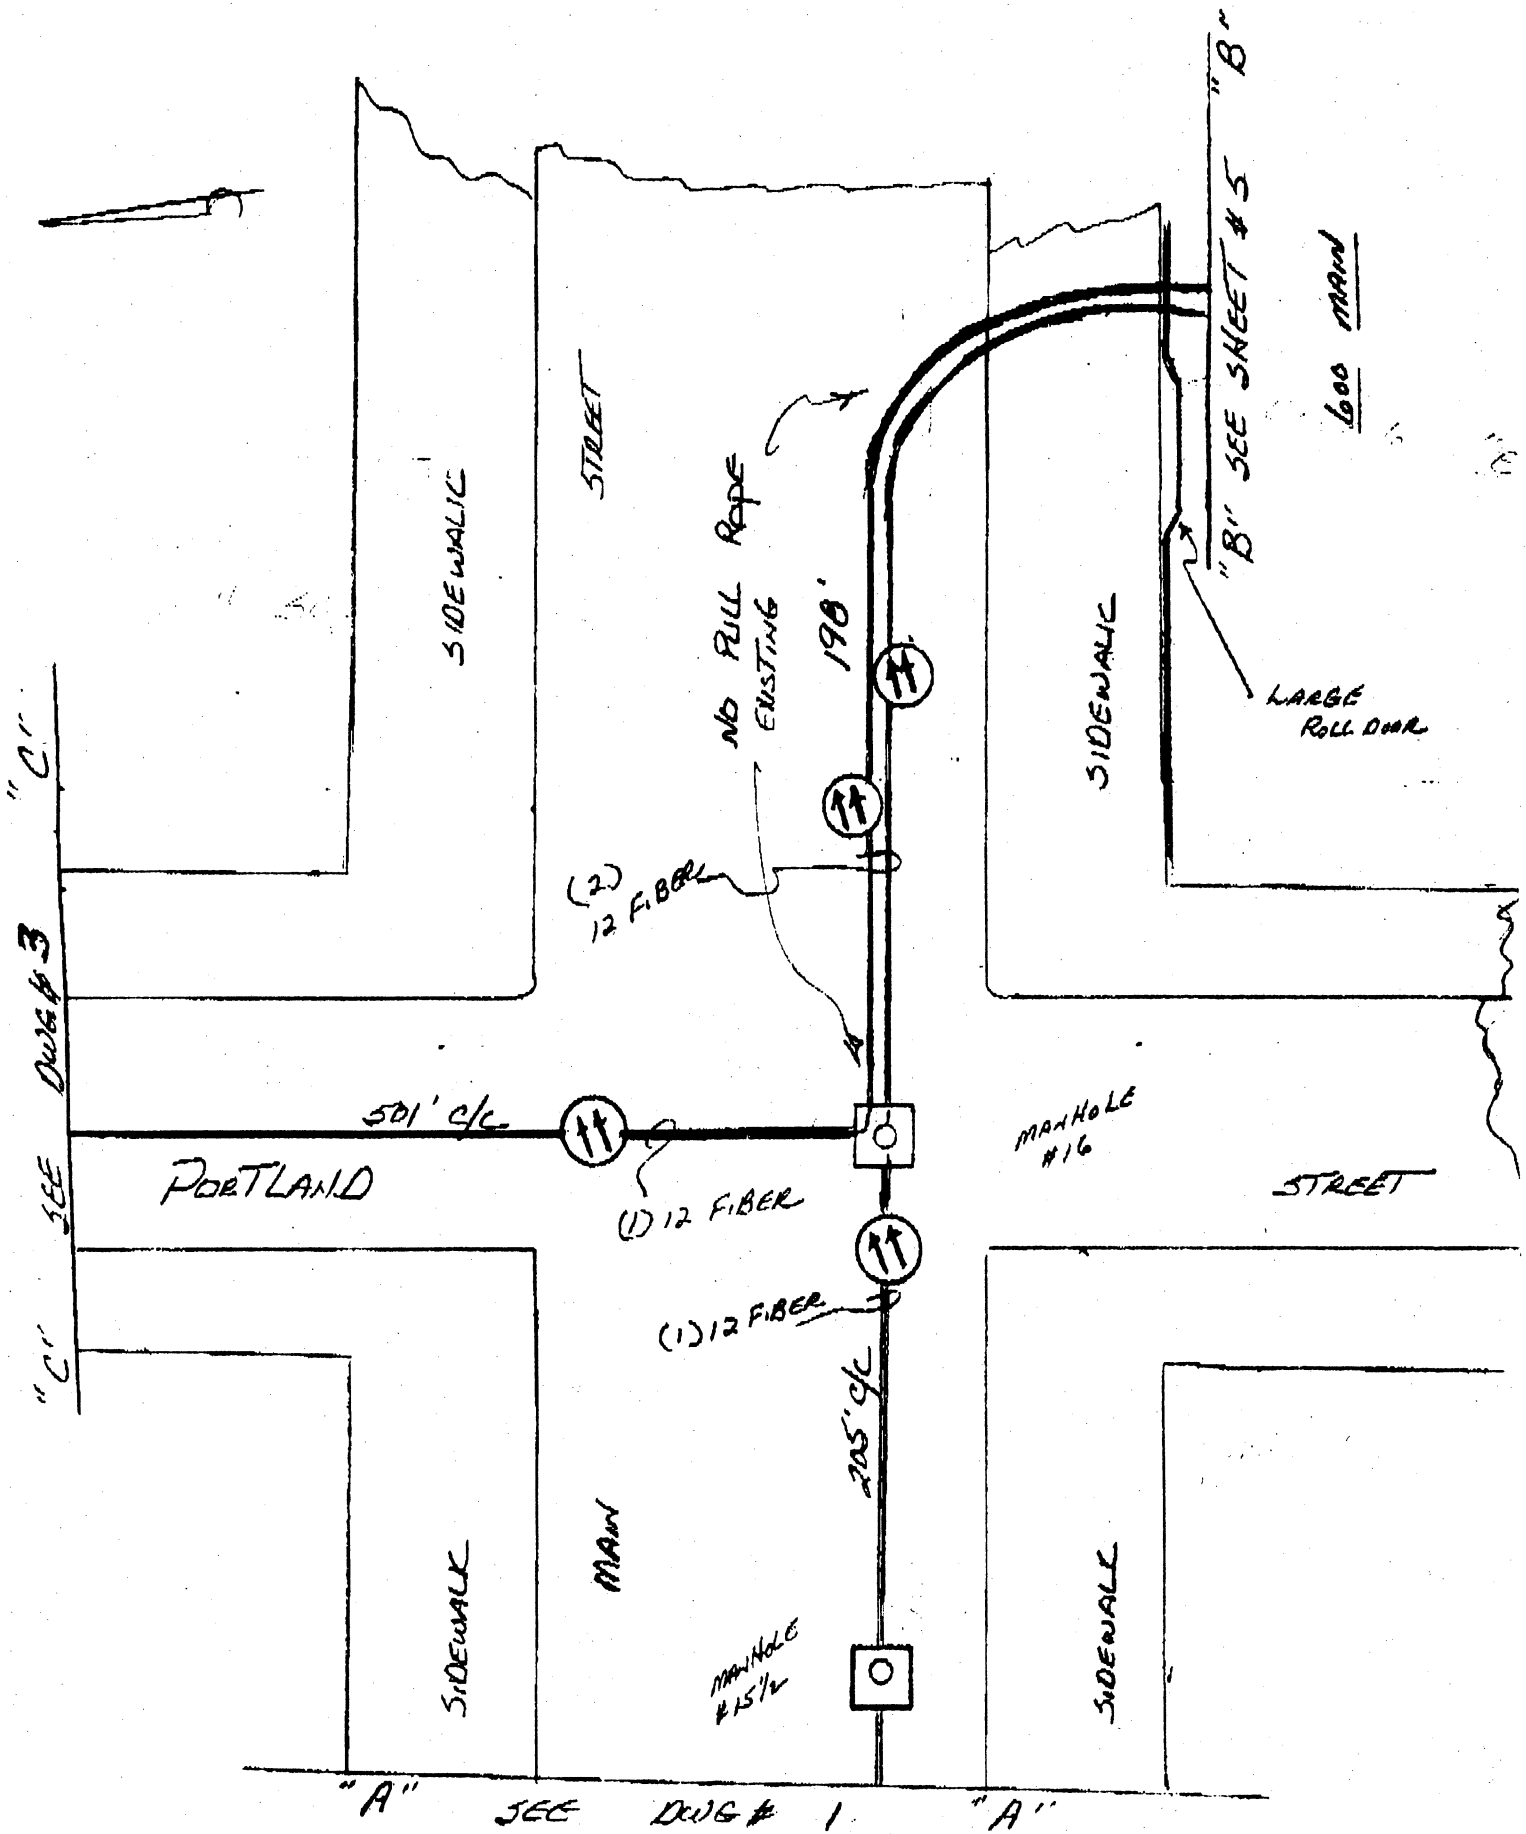 "B"
"B" SEE SHEET #5
600 MAIN
STREET
SIDEWALK
NO PULL ROPE
EXISTING
198'
SIDEWALK
LARGE
ROLL DOOR
"C"
(2)
12 FIBER
SEE DWG#3
"C"
501' C/C
MANHOLE
#16
PORTLAND
STREET
(1) 12 FIBER
(1) 12 FIBER
205' C/C
MAIN
SIDEWALK
SIDEWALK
MANHOLE
#15 1/2
"A" SEE DWG# 1 "A"